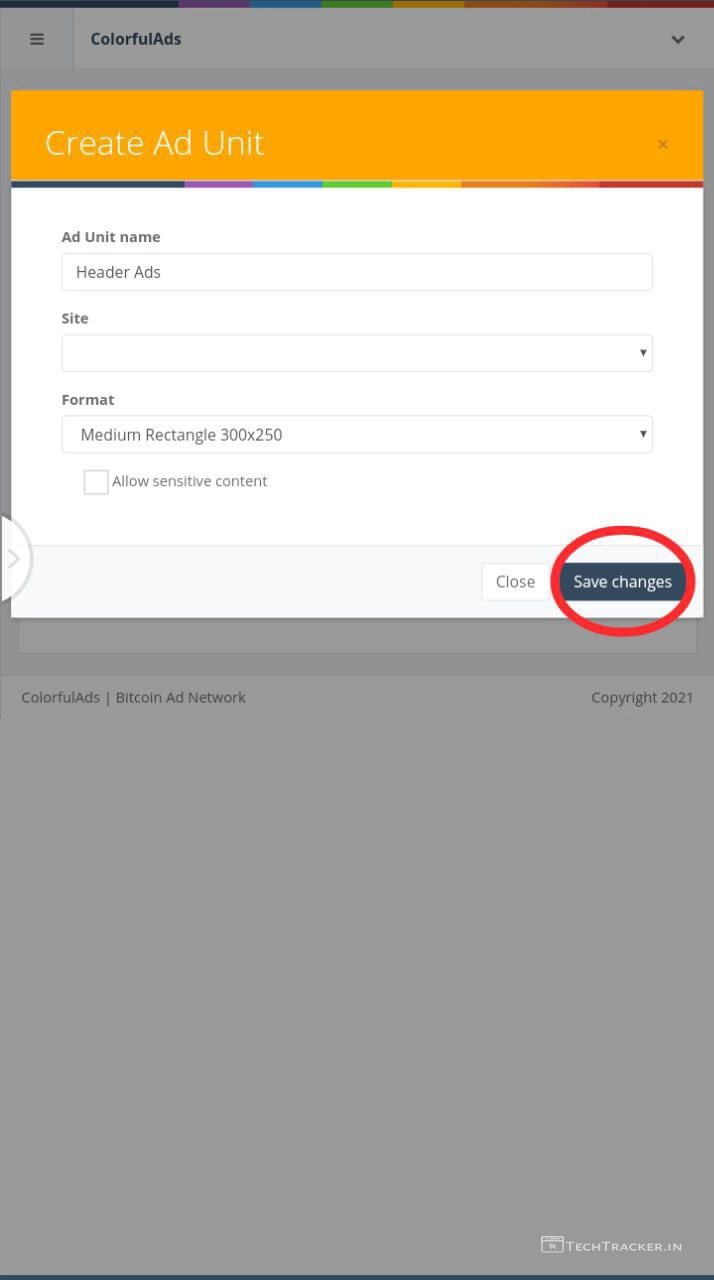 ColorfulAds
Create Ad Unit
×
Ad Unit name
Header Ads
Site
Format
Medium Rectangle 300x250
Allow sensitive content
Close
Save changes
ColorfulAds | Bitcoin Ad Network
Copyright 2021
TECHTRACKER.IN